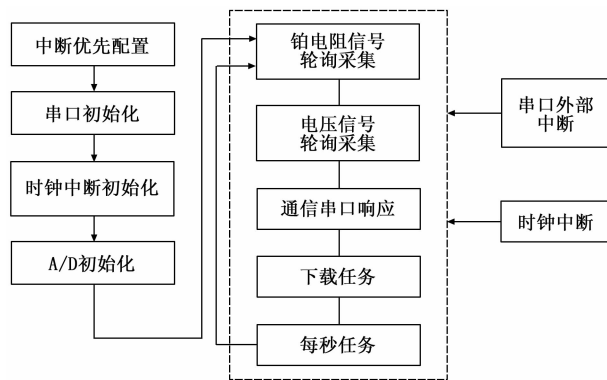 中断优先配置
串口初始化
时钟中断初始化
A/D初始化
铂电阻信号
轮询采集
电压信号
轮询采集
通信串口响应
下载任务
每秒任务
串口外部
中断
时钟中断